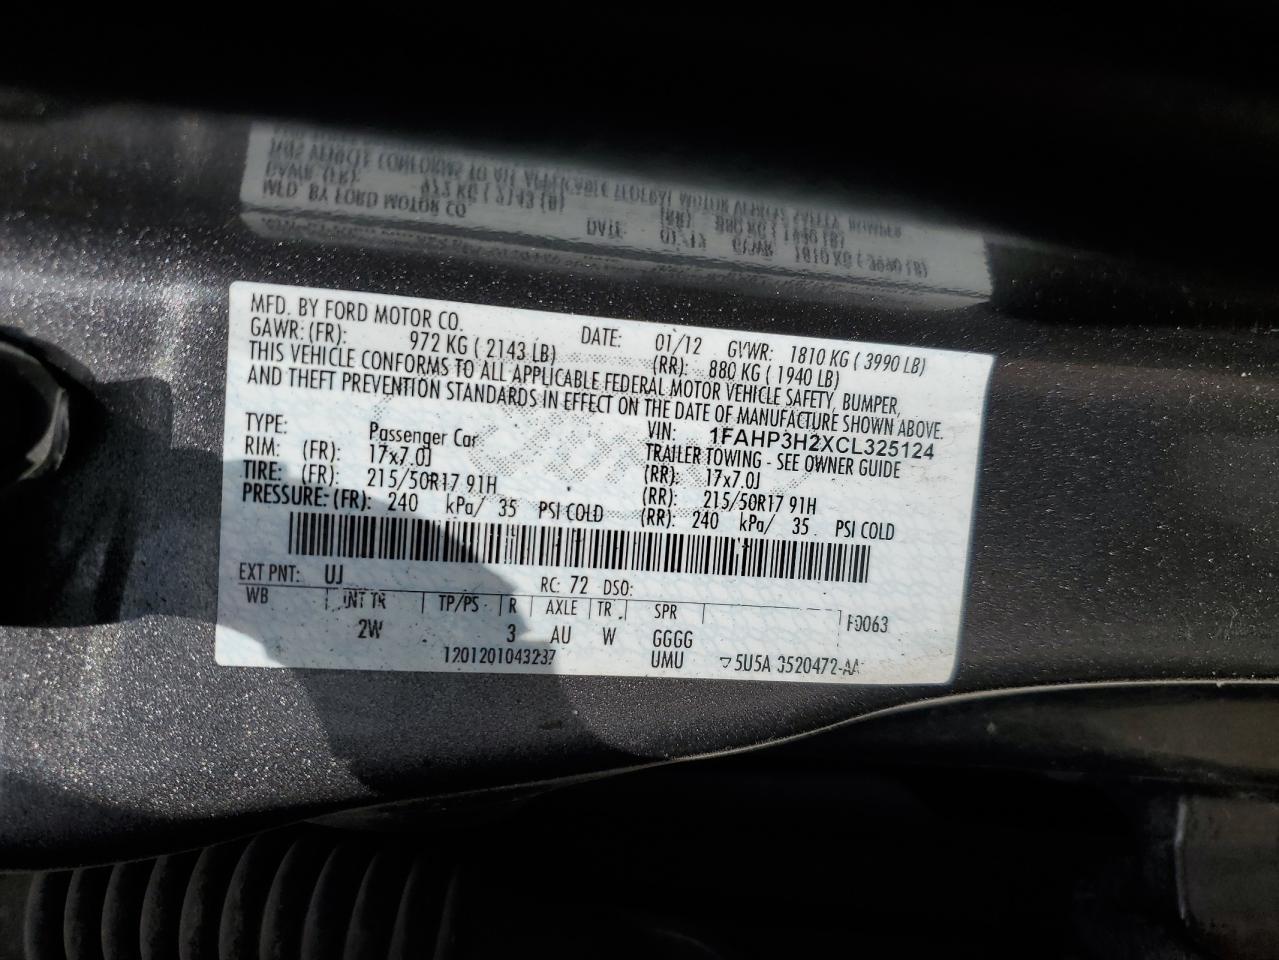 MFD. BY FORD MOTOR CO. DATE: 01/12 GVWR: 1810 KG ( 3990 LB)
GAWR: (FR): 972 KG ( 2143 LB) (RR): 880 KG ( 1940 LB)
THIS VEHICLE CONFORMS TO ALL APPLICABLE FEDERAL MOTOR VEHICLE SAFETY, BUMPER,
AND THEFT PREVENTION STANDARDS IN EFFECT ON THE DATE OF MANUFACTURE SHOWN ABOVE.
VIN: 1FAHP3H2XCL325124
TYPE: Passenger Car TRAILER TOWING - SEE OWNER GUIDE
RIM: (FR): 17x7.0J (RR): 17x7.0J
TIRE: (FR): 215/50R17 91H (RR): 215/50R17 91H
PRESSURE: (FR): 240 kPa/ 35 PSI COLD (RR): 240 kPa/ 35 PSI COLD
EXT PNT: UJ RC: 72 DSO:
WB INT TR TP/PS R AXLE TR SPR F0063
2W 3 AU W GGGG
1201201043237 UMU ▽5U5A 3520472-AA